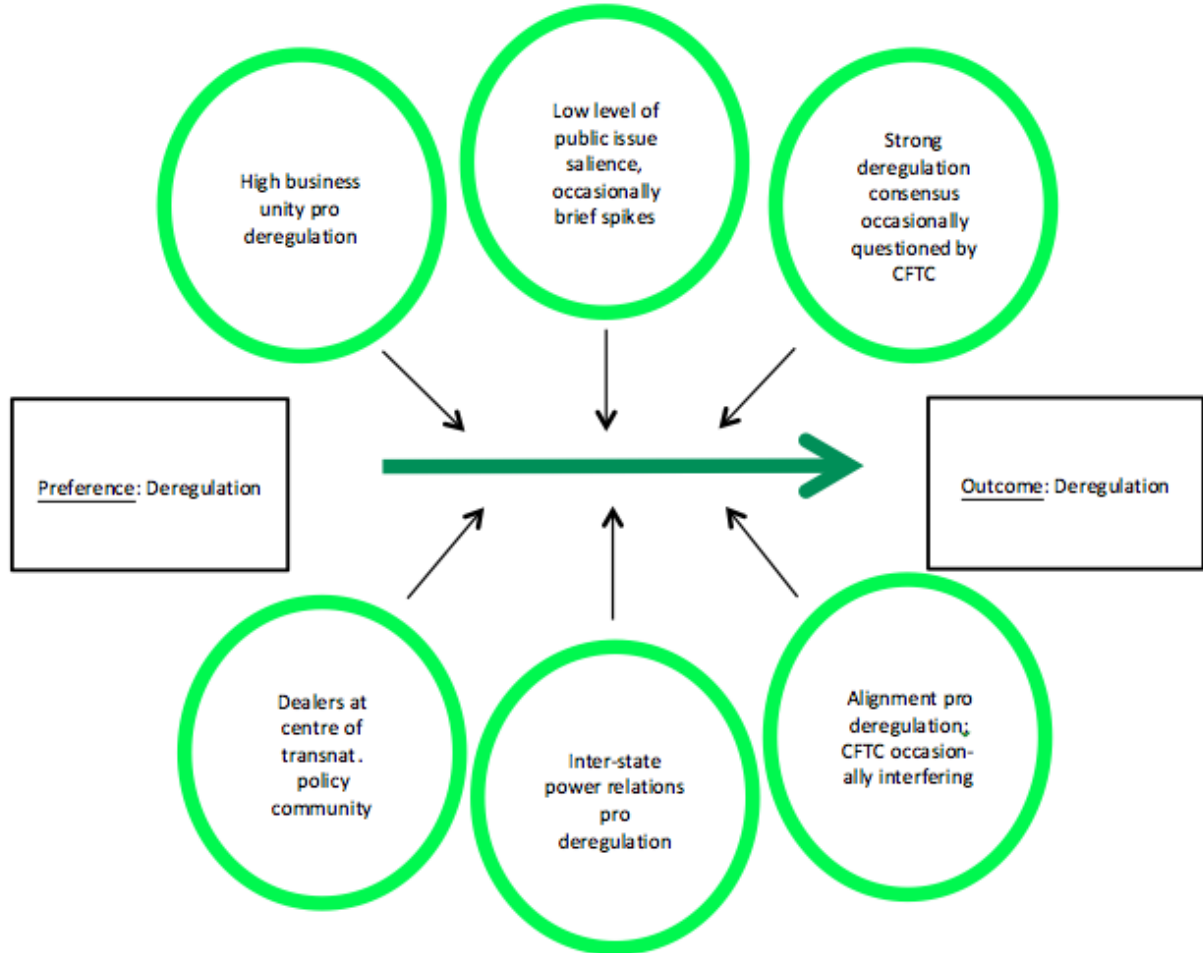 High business
unity pro
deregulation
Low level of
public issue
salience,
occasionally
brief spikes
Strong
deregulation
consensus
occasionally
questioned by
CFTC
Preference: Deregulation
Outcome: Deregulation
Dealers at
centre of
transnat.
policy
community
Inter-state
power relations
pro
deregulation
Alignment pro
deregulation;
CFTC occasion-
ally interfering